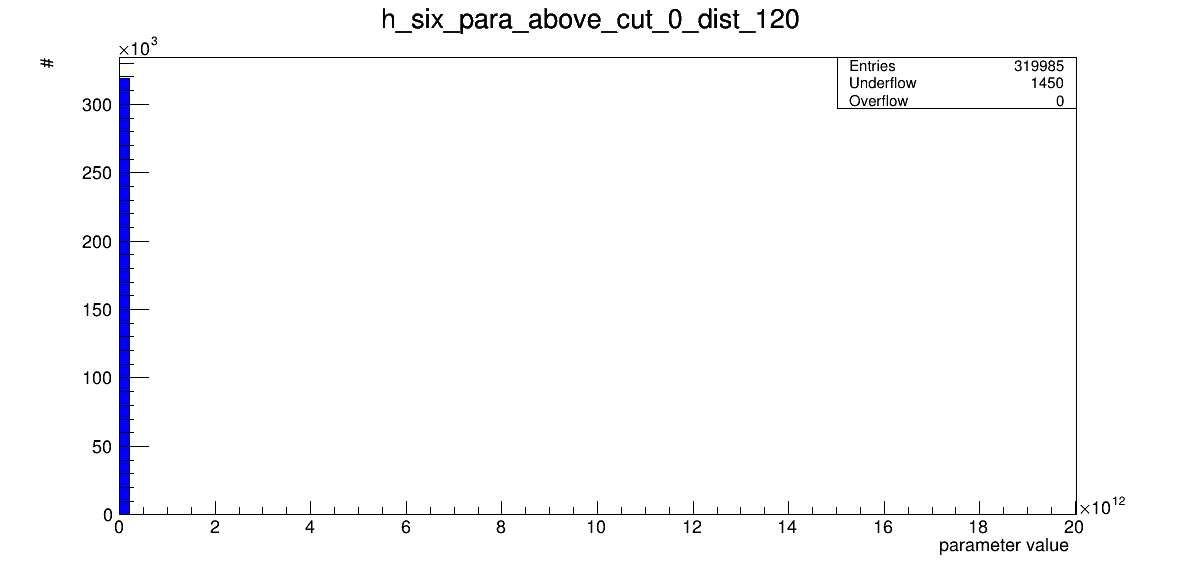 h_six_para_above_cut_0_dist_120
#
×10³
Entries 319985
Underflow 1450
Overflow 0
300
250
200
150
100
50
0
0 2 4 6 8 10 12 14 16 18 20 ×10¹²
parameter value